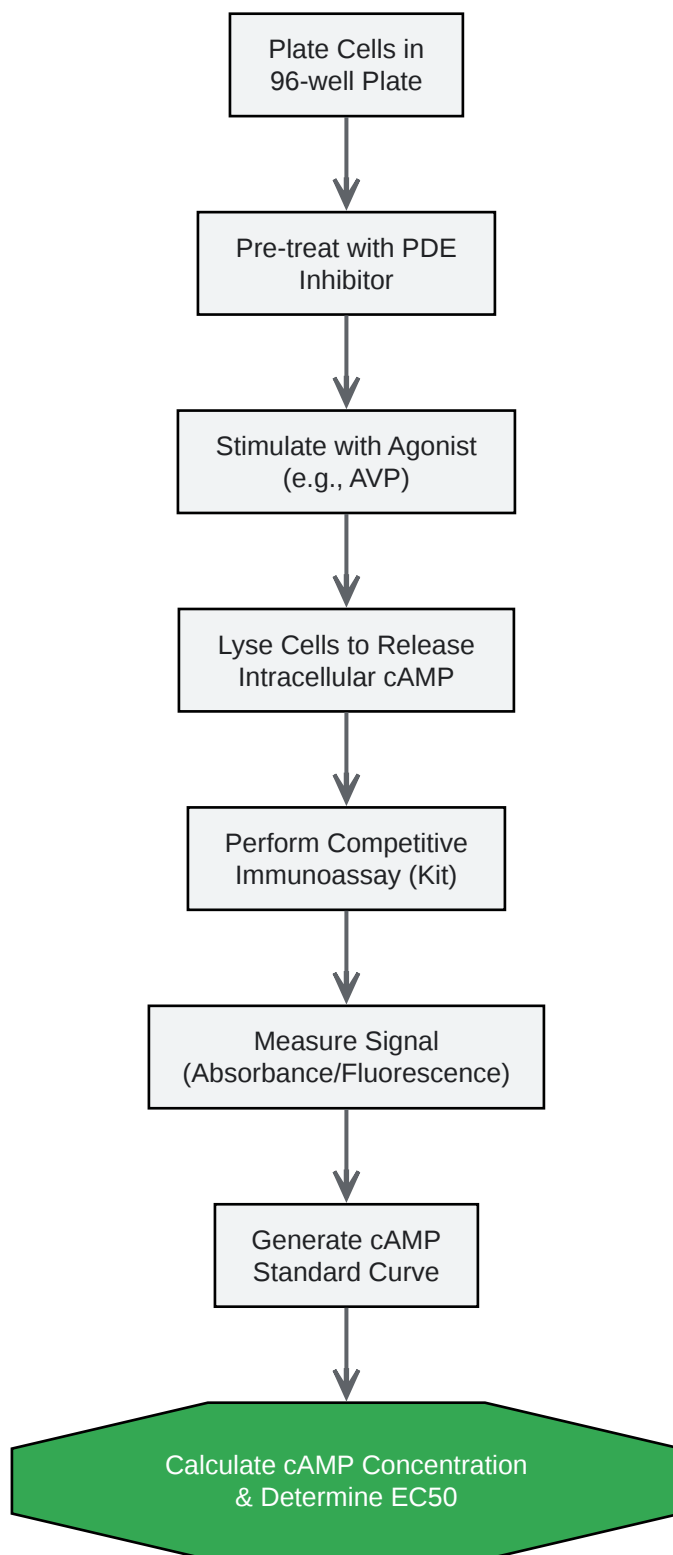 Plate Cells in
96-well Plate
Pre-treat with PDE
Inhibitor
Stimulate with Agonist
(e.g., AVP)
Lyse Cells to Release
Intracellular cAMP
Perform Competitive
Immunoassay (Kit)
Measure Signal
(Absorbance/Fluorescence)
Generate cAMP
Standard Curve
Calculate cAMP Concentration
& Determine EC50